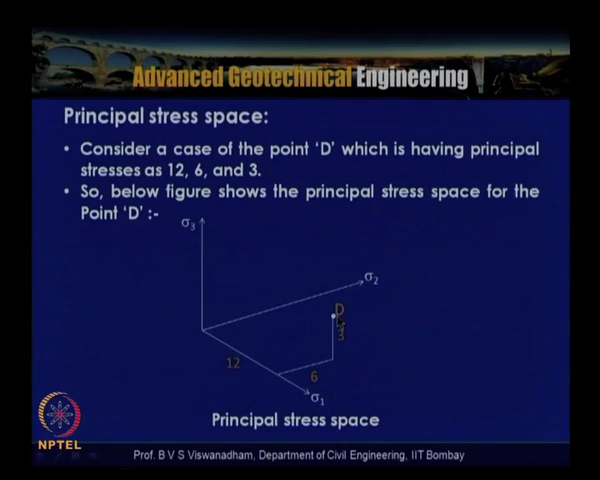 Advanced Geotechnical Engineering
Principal stress space:
• Consider a case of the point ‘D’ which is having principal
stresses as 12, 6, and 3.
• So, below figure shows the principal stress space for the
Point ‘D’ :-
σ3
σ2
D
3
12
6
σ1
Principal stress space
NPTEL
Prof. B V S Viswanadham, Department of Civil Engineering, IIT Bombay